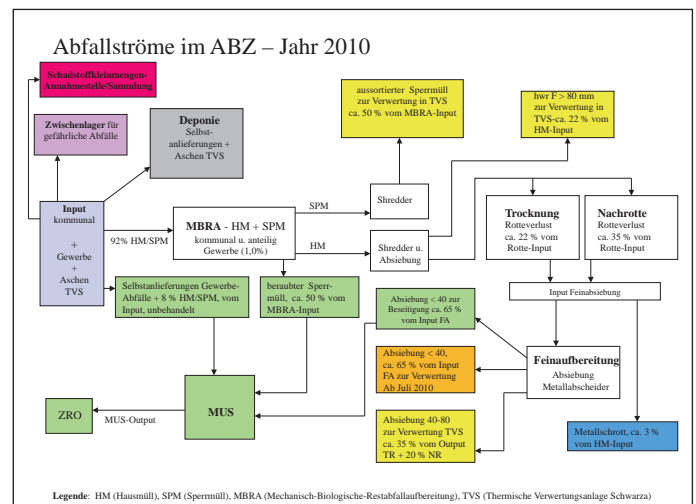 Abfallströme im ABZ – Jahr 2010
Schadstoffkleinmengen-
Annahmestelle/Sammlung
aussortierter Sperrmüll
zur Verwertung in TVS
ca. 50 % vom MBRA-Input
hwr F > 80 mm
zur Verwertung in
TVS-ca. 22 % vom
HM-Input
Zwischenlager für
gefährliche Abfälle
Deponie
Selbst-
anlieferungen +
Aschen TVS
Input
kommunal
+
Gewerbe
+
Aschen
TVS
92% HM/SPM
MBRA - HM + SPM
kommunal u. anteilig
Gewerbe (1,0%)
SPM
HM
Shredder
Shredder u.
Absiebung
Trocknung
Rotteverlust
ca. 22 % vom
Rotte-Input
Nachrotte
Rotteverlust
ca. 35 % vom
Rotte-Input
Selbstanlieferungen Gewerbe-
Abfälle + 8 % HM/SPM, vom
Input, unbehandelt
beraubter Sperr-
müll, ca. 50 % vom
MBRA-Input
Absiebung < 40 zur
Beseitigung ca. 65 %
vom Input FA
Input Feinabsiebung
Absiebung < 40,
ca. 65 % vom Input
FA zur Verwertung
Ab Juli 2010
Feinaufbereitung
Absiebung
Metallabscheider
ZRO
MUS-Output
MUS
Absiebung 40-80
zur Verwertung TVS
ca. 35 % vom Output
TR + 20 % NR
Metallschrott, ca. 3 %
vom HM-Input
Legende: HM (Hausmüll), SPM (Sperrmüll), MBRA (Mechanisch-Biologische-Restabfallaufbereitung), TVS (Thermische Verwertungsanlage Schwarza)